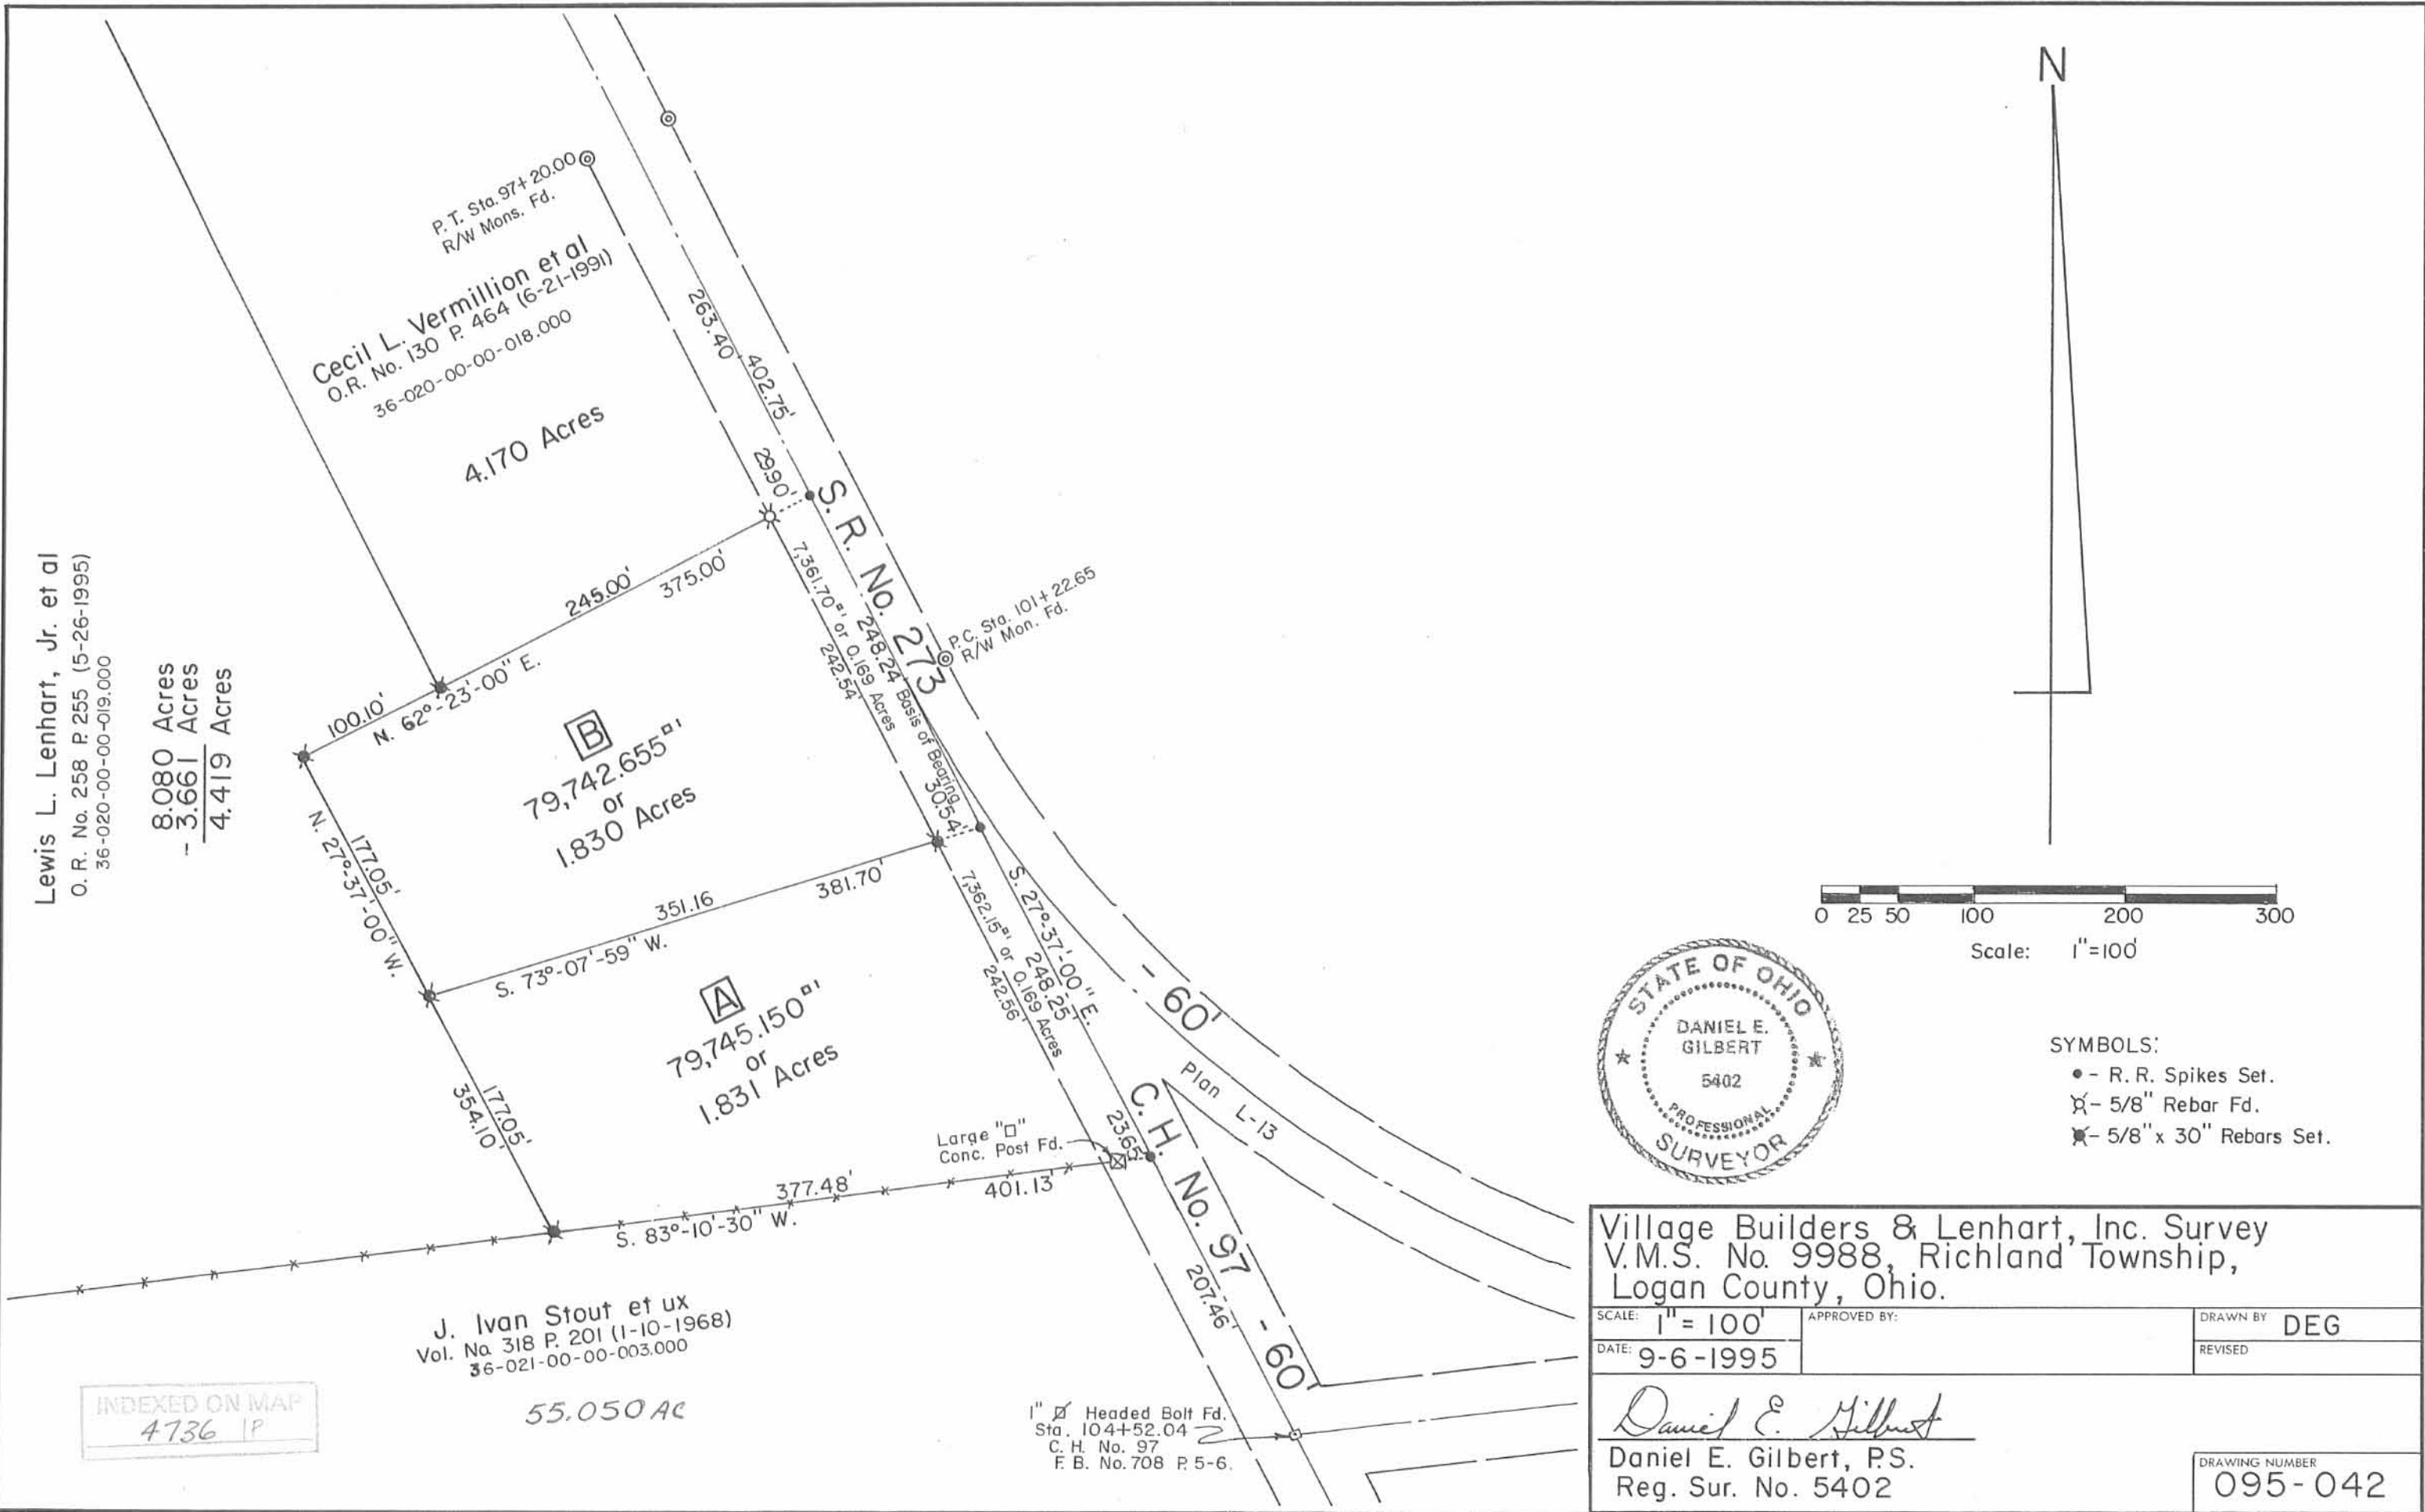 N
P. T. Sta. 97+20.00
R/W Mons. Fd.
Cecil L. Vermillion et al
O.R. No. 130 P. 464 (6-21-1991)
36-020-00-00-018.000
4.170 Acres
263.40'
402.75'
29.90'
S. R. No. 273
- 60'
P.C. Sta. 101+22.65
R/W Mon. Fd.
245.00'
375.00'
100.10'
N. 62°-23'-00" E.
Lewis L. Lenhart, Jr. et al
O. R. No. 258 P. 255 (5-26-1995)
36-020-00-00-019.000
8.080 Acres
- 3.661 Acres
4.419 Acres
7,361.70□' or 0.169 Acres
248.24'
Basis of Bearing
242.54'
30.54'
B
79,742.655□'
or
1.830 Acres
177.05'
N. 27°-37'-00" W.
351.16
381.70'
S. 73°-07'-59" W.
S. 27°-37'-00" E.
7,362.15□' or 0.169 Acres
248.25'
242.56'
A
79,745.150□'
or
1.831 Acres
177.05'
354.10'
Large "□"
Conc. Post Fd.
23.65'
377.48'
401.13'
S. 83°-10'-30" W.
C. H. No. 97 - 60'
207.46'
Plan L-13
J. Ivan Stout et ux
Vol. No. 318 P. 201 (1-10-1968)
36-021-00-00-003.000
55.050 AC
INDEXED ON MAP
4736 IP
1" Headed Bolt Fd.
Sta. 104+52.04
C. H. No. 97
F. B. No. 708 P. 5-6.
0 25 50 100 200 300
Scale: 1"=100'
STATE OF OHIO
DANIEL E.
GILBERT
5402
PROFESSIONAL
SURVEYOR
SYMBOLS:
● - R. R. Spikes Set.
- 5/8" Rebar Fd.
- 5/8" x 30" Rebars Set.
Village Builders & Lenhart, Inc. Survey
V.M.S. No. 9988, Richland Township,
Logan County, Ohio.
SCALE: 1" = 100'
APPROVED BY:
DRAWN BY DEG
DATE: 9-6-1995
REVISED
Daniel E. Gilbert
Daniel E. Gilbert, P.S.
Reg. Sur. No. 5402
DRAWING NUMBER
095-042